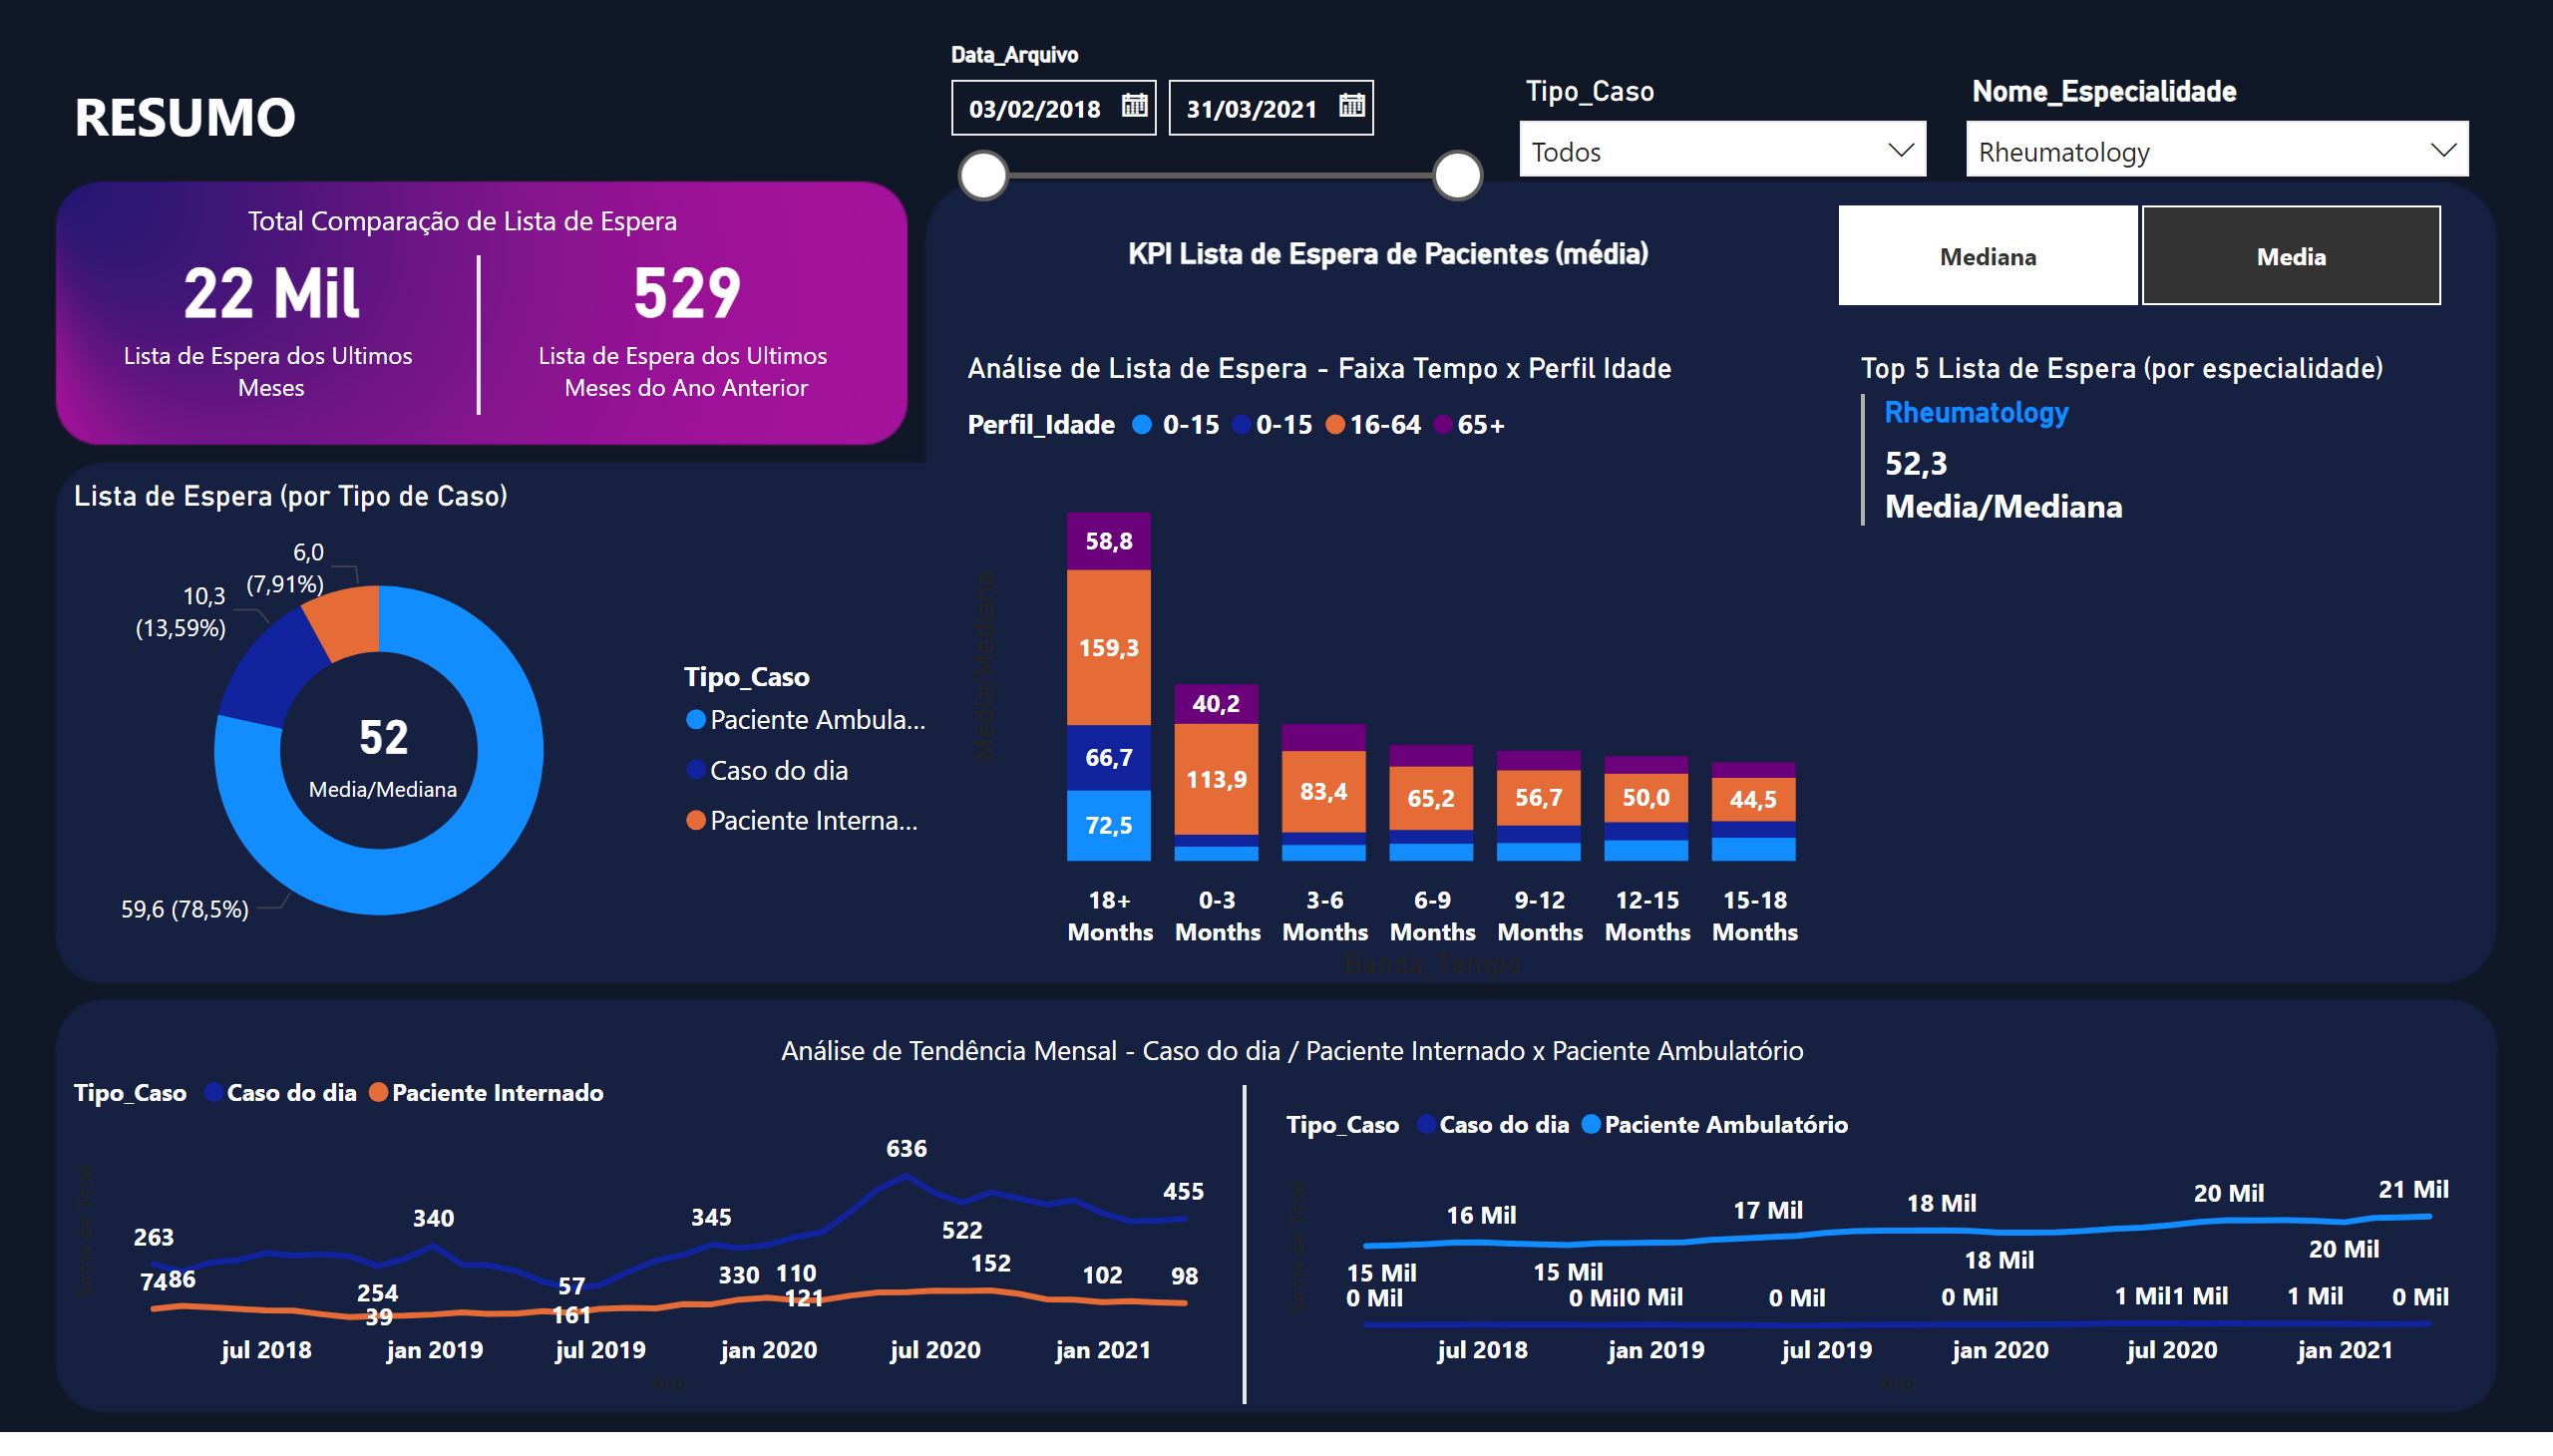 RESUMO
Data_Arquivo
03/02/2018
31/03/2021
Tipo_Caso
Todos
Nome_Especialidade
Rheumatology
Total Comparação de Lista de Espera
22 Mil
Lista de Espera dos Ultimos
Meses
529
Lista de Espera dos Ultimos
Meses do Ano Anterior
KPI Lista de Espera de Pacientes (média)
Mediana
Media
Lista de Espera (por Tipo de Caso)
6,0
(7,91%)
10,3
(13,59%)
59,6 (78,5%)
52
Media/Mediana
Tipo_Caso
Paciente Ambula...
Caso do dia
Paciente Interna...
Análise de Lista de Espera - Faixa Tempo x Perfil Idade
Perfil_Idade 0-15 0-15 16-64 65+
Media/Mediana
58,8
159,3
66,7
72,5
40,2
113,9
83,4
65,2
56,7
50,0
44,5
18+
Months
0-3
Months
3-6
Months
6-9
Months
9-12
Months
12-15
Months
15-18
Months
Banda_Tempo
Top 5 Lista de Espera (por especialidade)
Rheumatology
52,3
Media/Mediana
Análise de Tendência Mensal - Caso do dia / Paciente Internado x Paciente Ambulatório
Tipo_Caso Caso do dia Paciente Internado
Soma de Total
263
7486
340
254
39
57
161
345
330
110
121
636
522
152
102
455
98
jul 2018
jan 2019
jul 2019
jan 2020
jul 2020
jan 2021
Ano
Tipo_Caso Caso do dia Paciente Ambulatório
Soma de Total
15 Mil
0 Mil
16 Mil
15 Mil
0 Mil0 Mil
17 Mil
0 Mil
18 Mil
18 Mil
0 Mil
20 Mil
1 Mil1 Mil
20 Mil
1 Mil
21 Mil
0 Mil
jul 2018
jan 2019
jul 2019
jan 2020
jul 2020
jan 2021
Ano